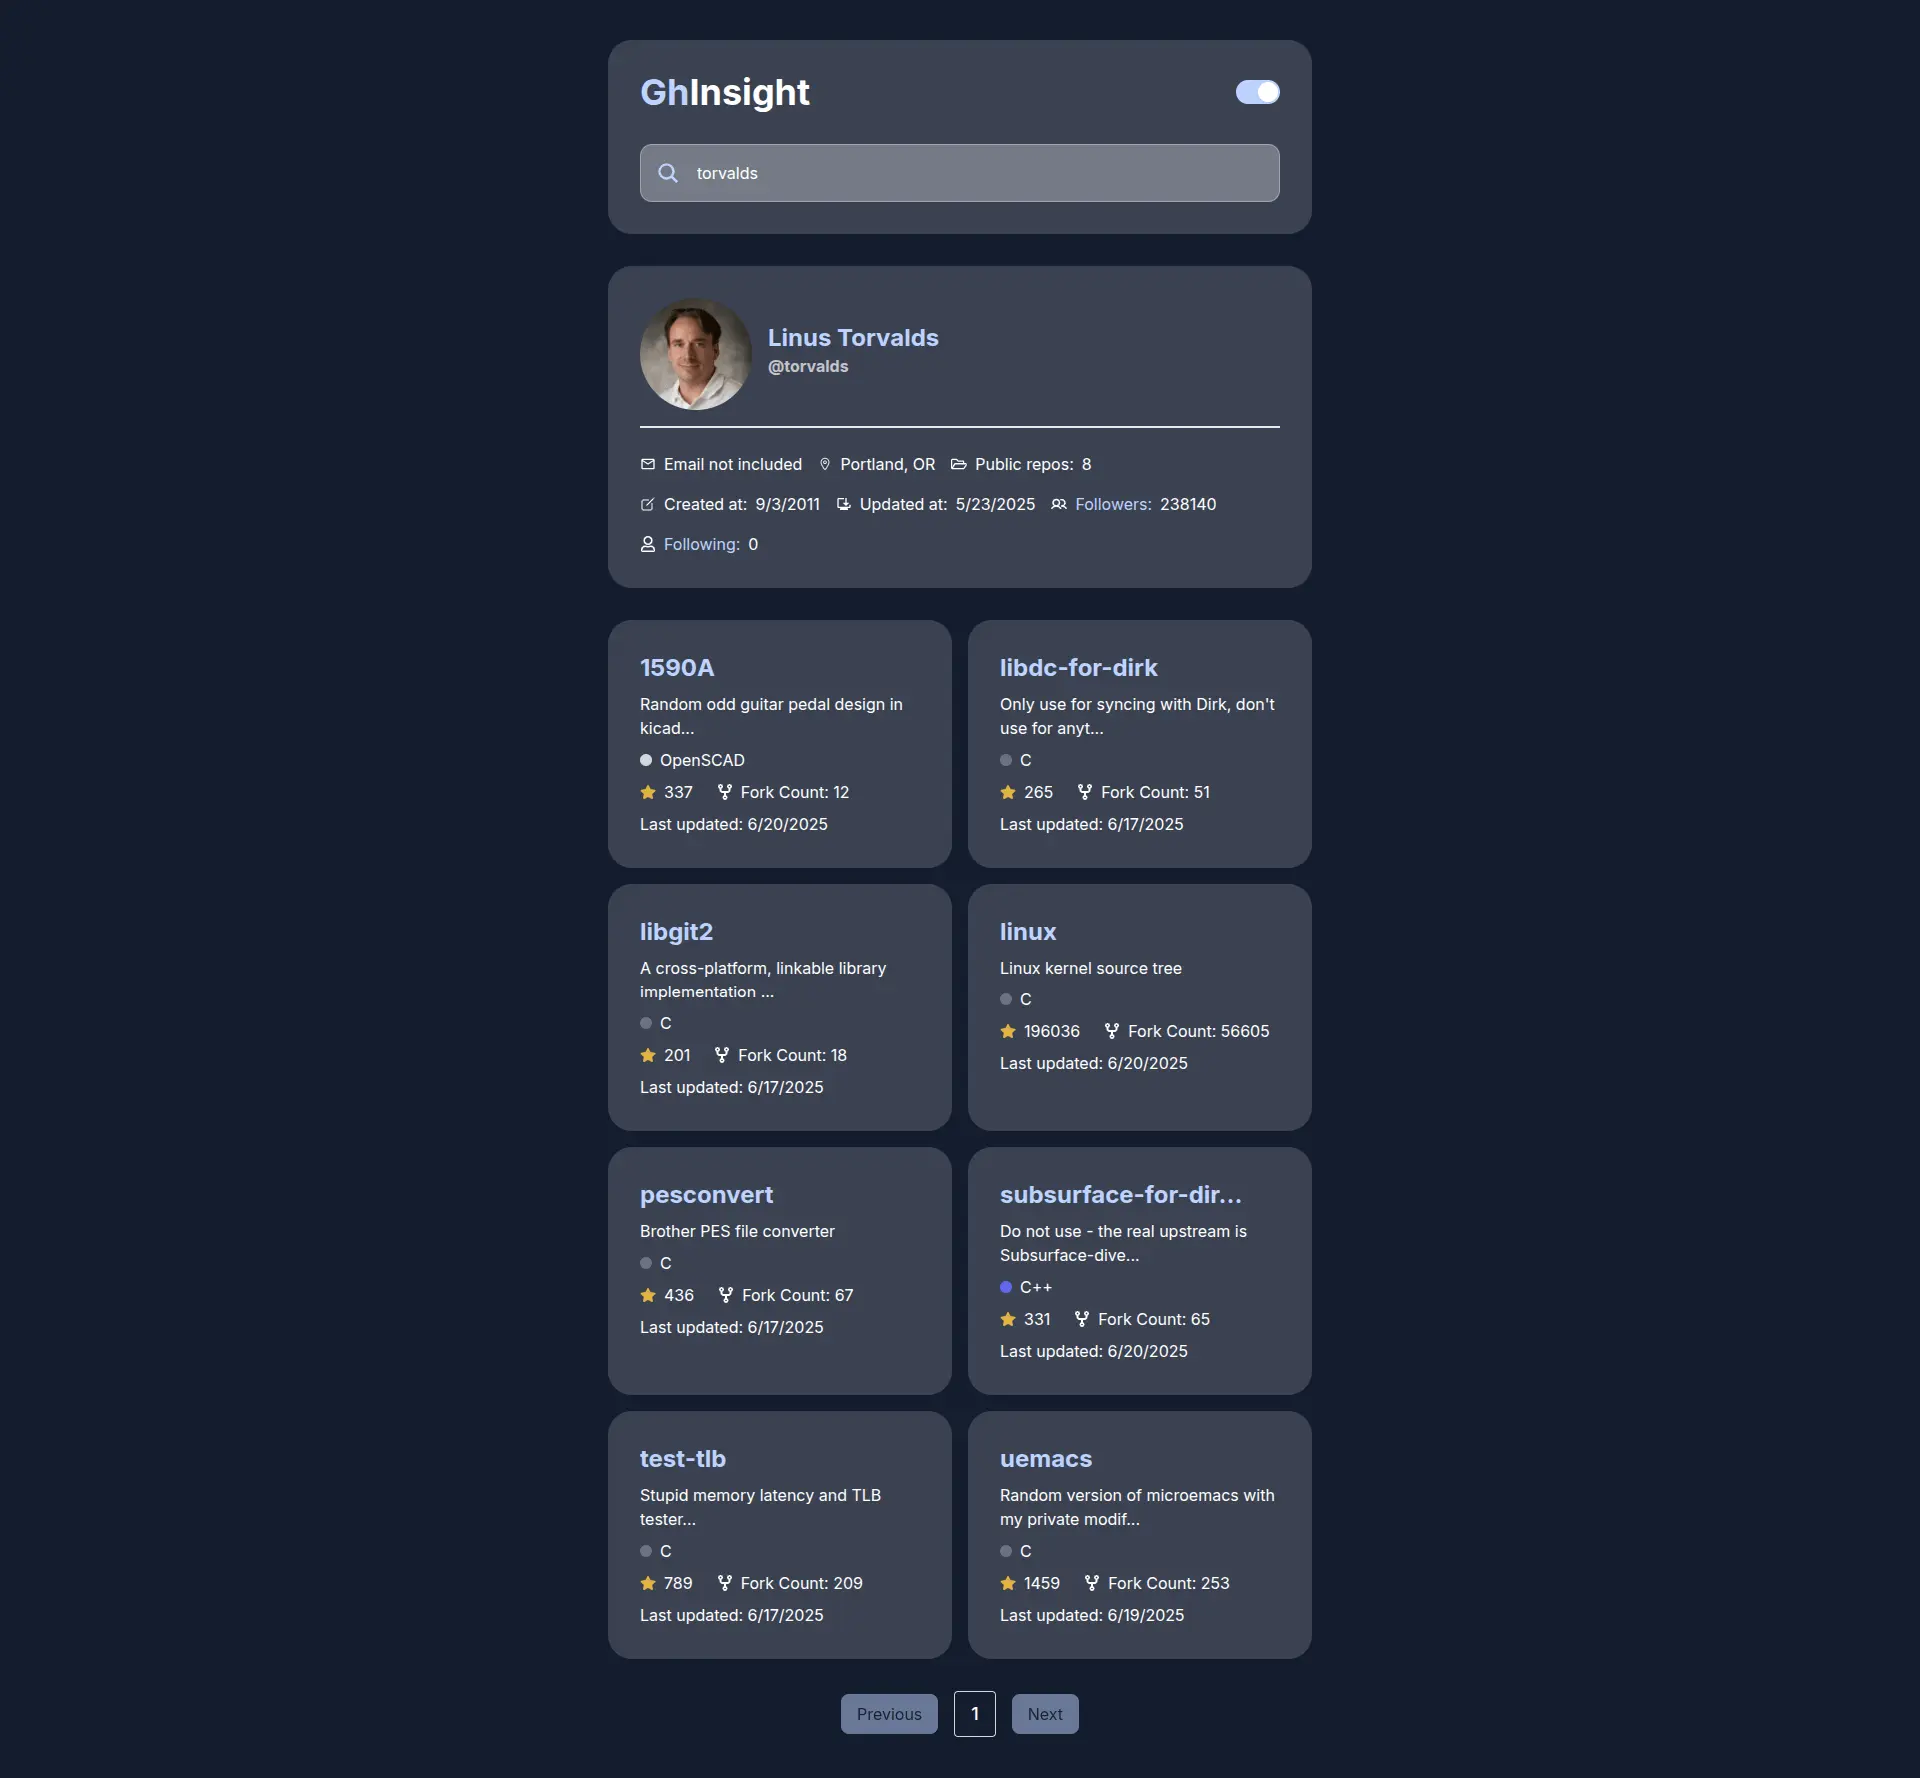 GhInsight
torvalds
Linus Torvalds
@torvalds
Email not included Portland, OR Public repos: 8
Created at: 9/3/2011 Updated at: 5/23/2025 Followers: 238140
Following: 0
1590A
Random odd guitar pedal design in
kicad...
OpenSCAD
337 Fork Count: 12
Last updated: 6/20/2025
libdc-for-dirk
Only use for syncing with Dirk, don't
use for anyt...
C
265 Fork Count: 51
Last updated: 6/17/2025
libgit2
A cross-platform, linkable library
implementation ...
C
201 Fork Count: 18
Last updated: 6/17/2025
linux
Linux kernel source tree
C
196036 Fork Count: 56605
Last updated: 6/20/2025
pesconvert
Brother PES file converter
C
436 Fork Count: 67
Last updated: 6/17/2025
subsurface-for-dir...
Do not use - the real upstream is
Subsurface-dive...
C++
331 Fork Count: 65
Last updated: 6/20/2025
test-tlb
Stupid memory latency and TLB
tester...
C
789 Fork Count: 209
Last updated: 6/17/2025
uemacs
Random version of microemacs with
my private modif...
C
1459 Fork Count: 253
Last updated: 6/19/2025
Previous 1 Next